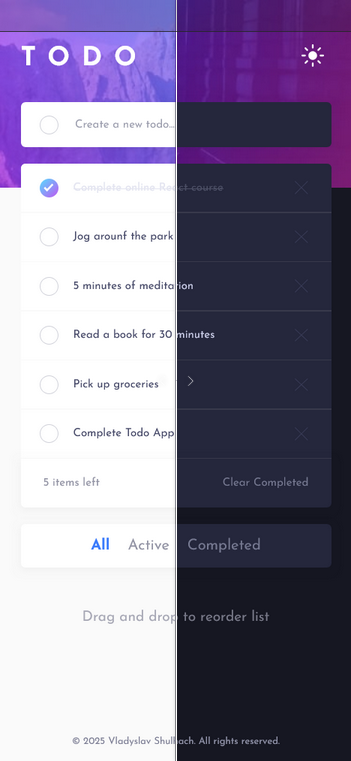 TODO
Create a new todo...
Complete online React course
Jog arounf the park
5 minutes of meditation
Read a book for 30 minutes
Pick up groceries
Complete Todo App
5 items left Clear Completed
All Active Completed
Drag and drop to reorder list
© 2025 Vladyslav Shulhach. All rights reserved.